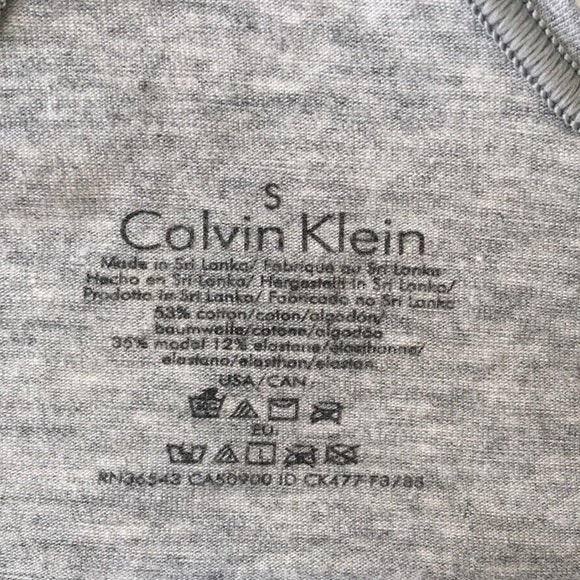 S
Calvin Klein
Made in Sri Lanka/ Fabriqué au Sri Lanka
Hecho en Sri Lanka/ Hergestellt in Sri Lanka/
Prodotto in Sri Lanka/ Fabricado no Sri Lanka
53% cotton/coton/algodón/
baumwolle/cotone/algodão
35% modal 12% elastane/élasthanne/
elastano/elasthan/elastan
USA/CAN
EU
RN36543 CA50900 ID CK477 F3/88